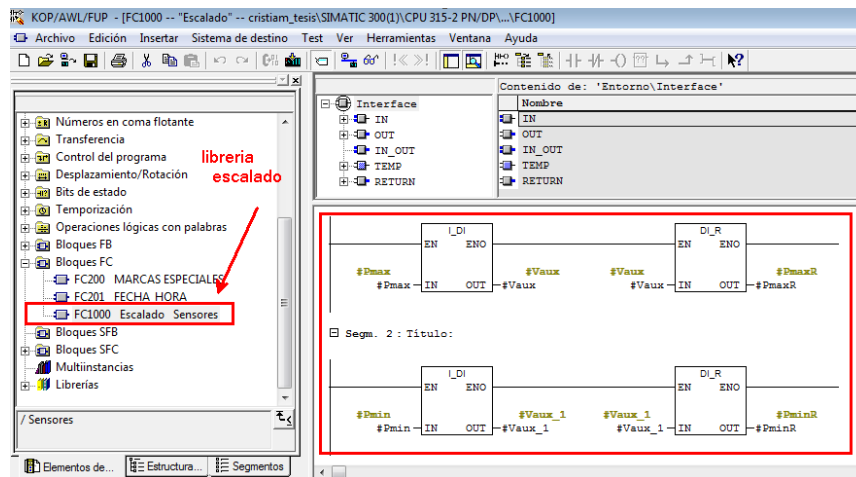 KOP/AWL/FUP - [FC1000 -- "Escalado" -- cristiam_tesis\SIMATIC 300(1)\CPU 315-2 PN/DP\...\FC1000]
Archivo Edición Insertar Sistema de destino Test Ver Herramientas Ventana Ayuda
Contenido de: 'Entorno\Interface'
Interface
IN
OUT
IN_OUT
TEMP
RETURN
Nombre
IN
OUT
IN_OUT
TEMP
RETURN
Números en coma flotante
Transferencia
Control del programa
Desplazamiento/Rotación
Bits de estado
Temporización
Operaciones lógicas con palabras
Bloques FB
Bloques FC
FC200 MARCAS ESPECIALES
FC201 FECHA HORA
FC1000 Escalado Sensores
Bloques SFB
Bloques SFC
Multiinstancias
Librerías
libreria
escalado
/ Sensores
Elementos de...
Estructura...
Segmentos
I_DI
EN ENO
#Pmax #Vaux
#Pmax IN OUT #Vaux
DI_R
EN ENO
#Vaux #PmaxR
#Vaux IN OUT #PmaxR
Segm. 2 : Título:
I_DI
EN ENO
#Pmin #Vaux_1
#Pmin IN OUT #Vaux_1
DI_R
EN ENO
#Vaux_1 #PminR
#Vaux_1 IN OUT #PminR